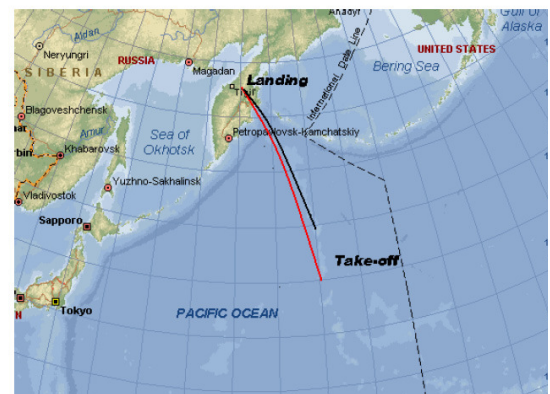 Anadyr
Gulf of
Alaska
Aldan
Neryungri
RUSSIA
SIBERIA
Magadan
Landing
International Date Line
Bering Sea
UNITED STATES
Blagoveshchensk
Amur
Khabarovsk
Sea of
Okhotsk
Petropavlovsk-Kamchatskiy
Vladivostok
Yuzhno-Sakhalinsk
Sapporo
Take-off
Tokyo
PACIFIC OCEAN